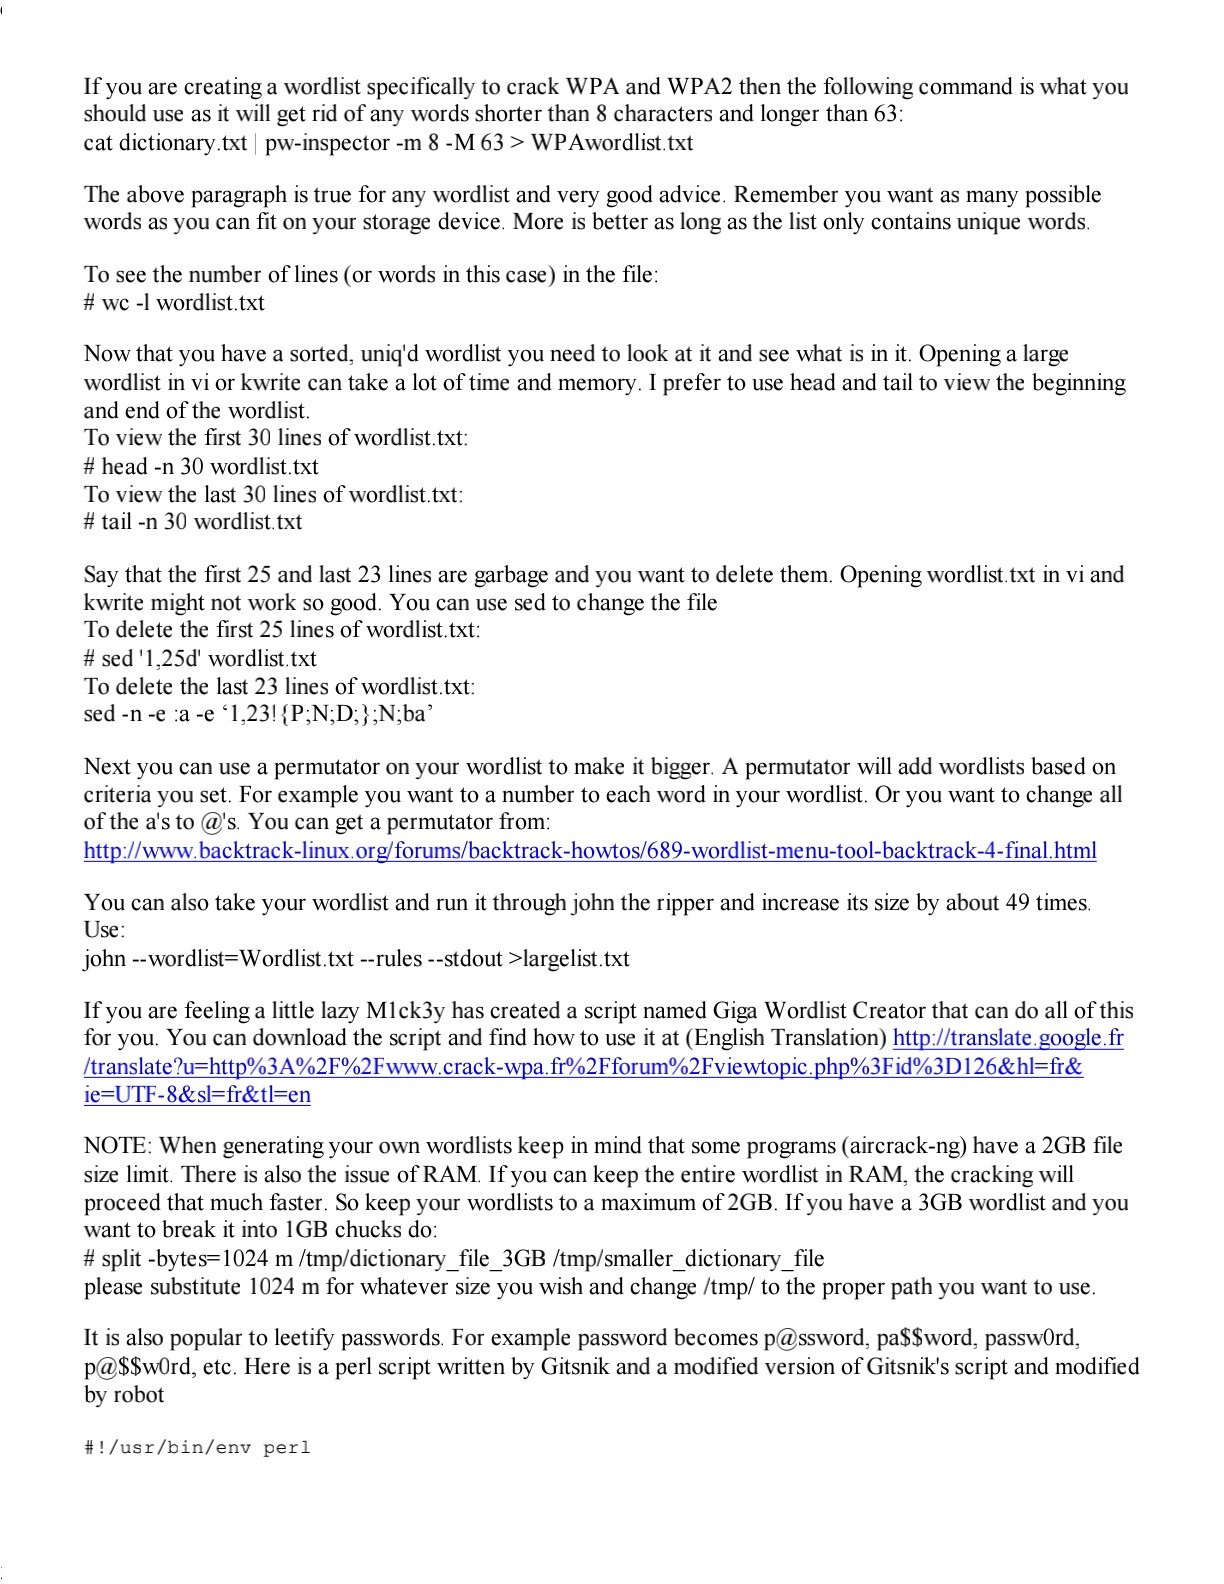 If you are creating a wordlist specifically to crack WPA and WPA2 then the following command is what you
should use as it will get rid of any words shorter than 8 characters and longer than 63:
cat dictionary.txt | pw-inspector -m 8 -M 63 > WPAwordlist.txt
The above paragraph is true for any wordlist and very good advice. Remember you want as many possible
words as you can fit on your storage device. More is better as long as the list only contains unique words.
To see the number of lines (or words in this case) in the file:
# wc -l wordlist.txt
Now that you have a sorted, uniq'd wordlist you need to look at it and see what is in it. Opening a large
wordlist in vi or kwrite can take a lot of time and memory. I prefer to use head and tail to view the beginning
and end of the wordlist.
To view the first 30 lines of wordlist.txt:
# head -n 30 wordlist.txt
To view the last 30 lines of wordlist.txt:
# tail -n 30 wordlist.txt
Say that the first 25 and last 23 lines are garbage and you want to delete them. Opening wordlist.txt in vi and
kwrite might not work so good. You can use sed to change the file
To delete the first 25 lines of wordlist.txt:
# sed '1,25d' wordlist.txt
To delete the last 23 lines of wordlist.txt:
sed -n -e :a -e ‘1,23!{P;N;D;};N;ba’
Next you can use a permutator on your wordlist to make it bigger. A permutator will add wordlists based on
criteria you set. For example you want to a number to each word in your wordlist. Or you want to change all
of the a's to @'s. You can get a permutator from:
http://www.backtrack-linux.org/forums/backtrack-howtos/689-wordlist-menu-tool-backtrack-4-final.html
You can also take your wordlist and run it through john the ripper and increase its size by about 49 times.
Use:
john --wordlist=Wordlist.txt --rules --stdout >largelist.txt
If you are feeling a little lazy M1ck3y has created a script named Giga Wordlist Creator that can do all of this
for you. You can download the script and find how to use it at (English Translation) http://translate.google.fr
/translate?u=http%3A%2F%2Fwww.crack-wpa.fr%2Fforum%2Fviewtopic.php%3Fid%3D126&hl=fr&
ie=UTF-8&sl=fr&tl=en
NOTE: When generating your own wordlists keep in mind that some programs (aircrack-ng) have a 2GB file
size limit. There is also the issue of RAM. If you can keep the entire wordlist in RAM, the cracking will
proceed that much faster. So keep your wordlists to a maximum of 2GB. If you have a 3GB wordlist and you
want to break it into 1GB chucks do:
# split -bytes=1024 m /tmp/dictionary_file_3GB /tmp/smaller_dictionary_file
please substitute 1024 m for whatever size you wish and change /tmp/ to the proper path you want to use.
It is also popular to leetify passwords. For example password becomes p@ssword, pa$$word, passw0rd,
p@$$w0rd, etc. Here is a perl script written by Gitsnik and a modified version of Gitsnik's script and modified
by robot
#!/usr/bin/env perl